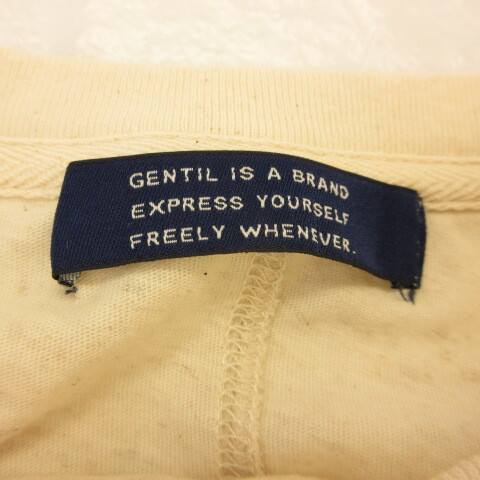 GENTIL IS A BRAND
EXPRESS YOURSELF
FREELY WHENEVER.